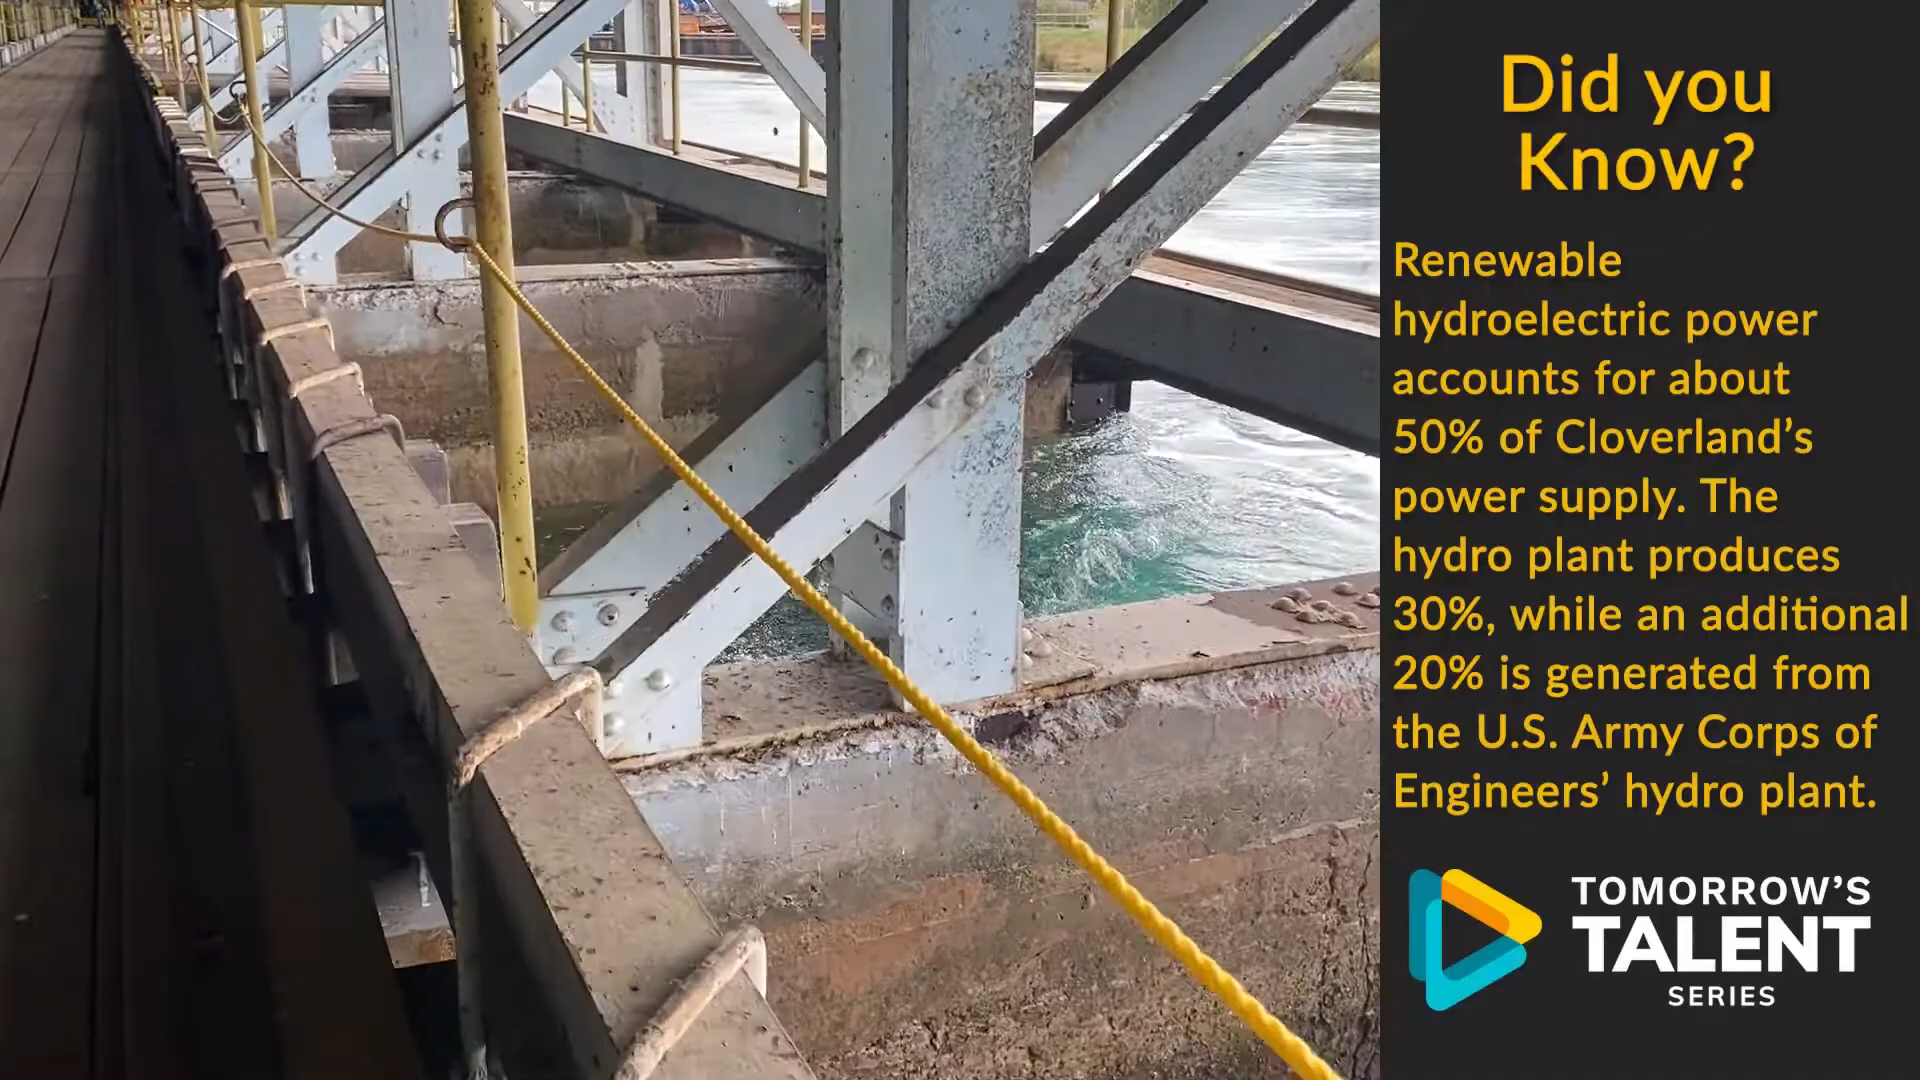 Did you
Know?
Renewable
hydroelectric power
accounts for about
50% of Cloverland’s
power supply. The
hydro plant produces
30%, while an additional
20% is generated from
the U.S. Army Corps of
Engineers’ hydro plant.
TOMORROW’S
TALENT
SERIES